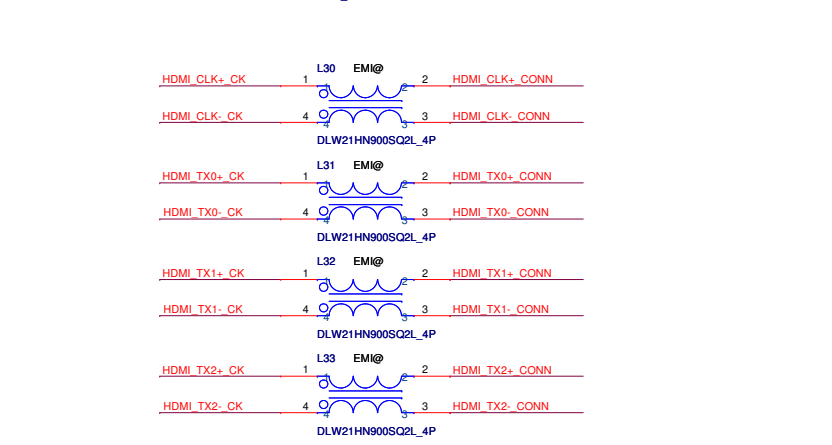 L30 EMI@
HDMI_CLK+_CK 1 1 2 2 HDMI_CLK+_CONN
HDMI_CLK-_CK 4 4 3 3 HDMI_CLK-_CONN
DLW21HN900SQ2L_4P
L31 EMI@
HDMI_TX0+_CK 1 1 2 2 HDMI_TX0+_CONN
HDMI_TX0-_CK 4 4 3 3 HDMI_TX0-_CONN
DLW21HN900SQ2L_4P
L32 EMI@
HDMI_TX1+_CK 1 1 2 2 HDMI_TX1+_CONN
HDMI_TX1-_CK 4 4 3 3 HDMI_TX1-_CONN
DLW21HN900SQ2L_4P
L33 EMI@
HDMI_TX2+_CK 1 1 2 2 HDMI_TX2+_CONN
HDMI_TX2-_CK 4 4 3 3 HDMI_TX2-_CONN
DLW21HN900SQ2L_4P